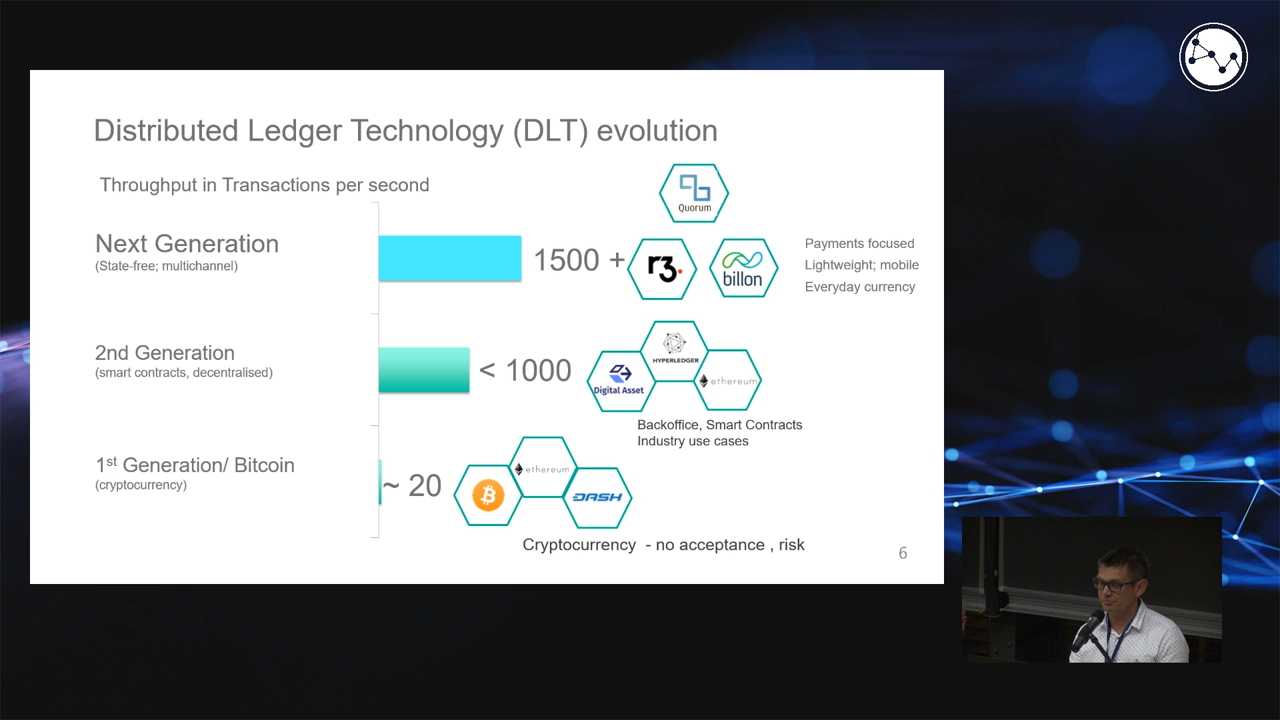 Distributed Ledger Technology (DLT) evolution
Throughput in Transactions per second
Quorum
Next Generation
(State-free; multichannel)
1500 +
r3.
billon
Payments focused
Lightweight; mobile
Everyday currency
2nd Generation
(smart contracts, decentralised)
< 1000
HYPERLEDGER
Digital Asset
ethereum
Backoffice, Smart Contracts
Industry use cases
1st Generation/ Bitcoin
(cryptocurrency)
~ 20
ethereum
DASH
Cryptocurrency - no acceptance , risk
6